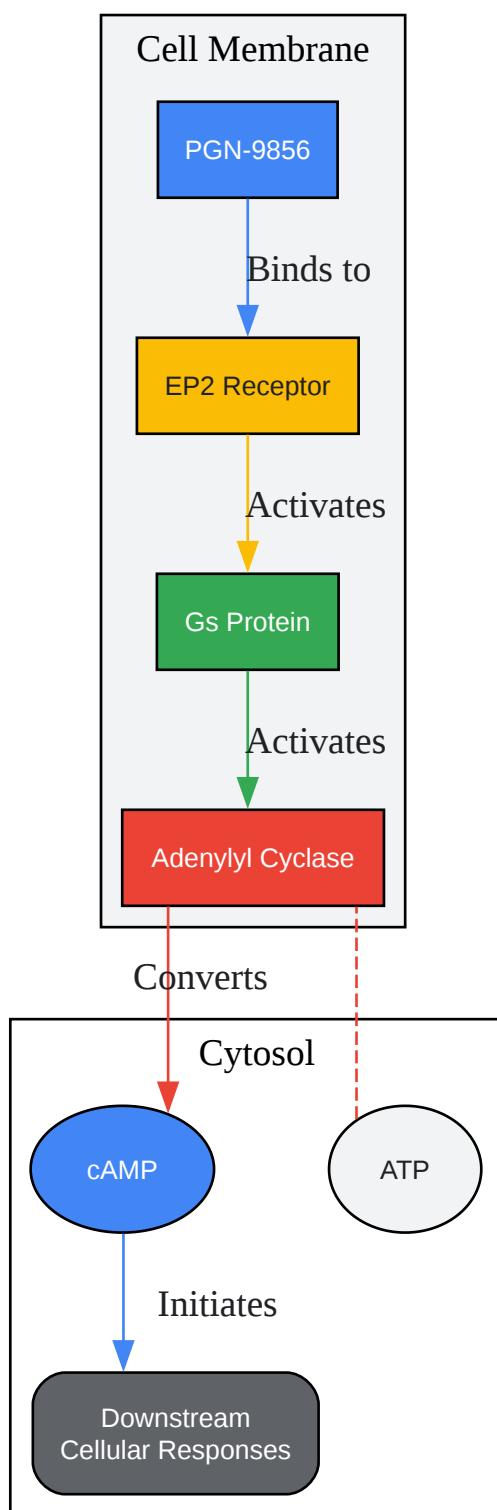 Cell Membrane
PGN-9856
Binds to
EP2 Receptor
Activates
Gs Protein
Activates
Adenylyl Cyclase
Converts
Cytosol
cAMP
ATP
Initiates
Downstream
Cellular Responses